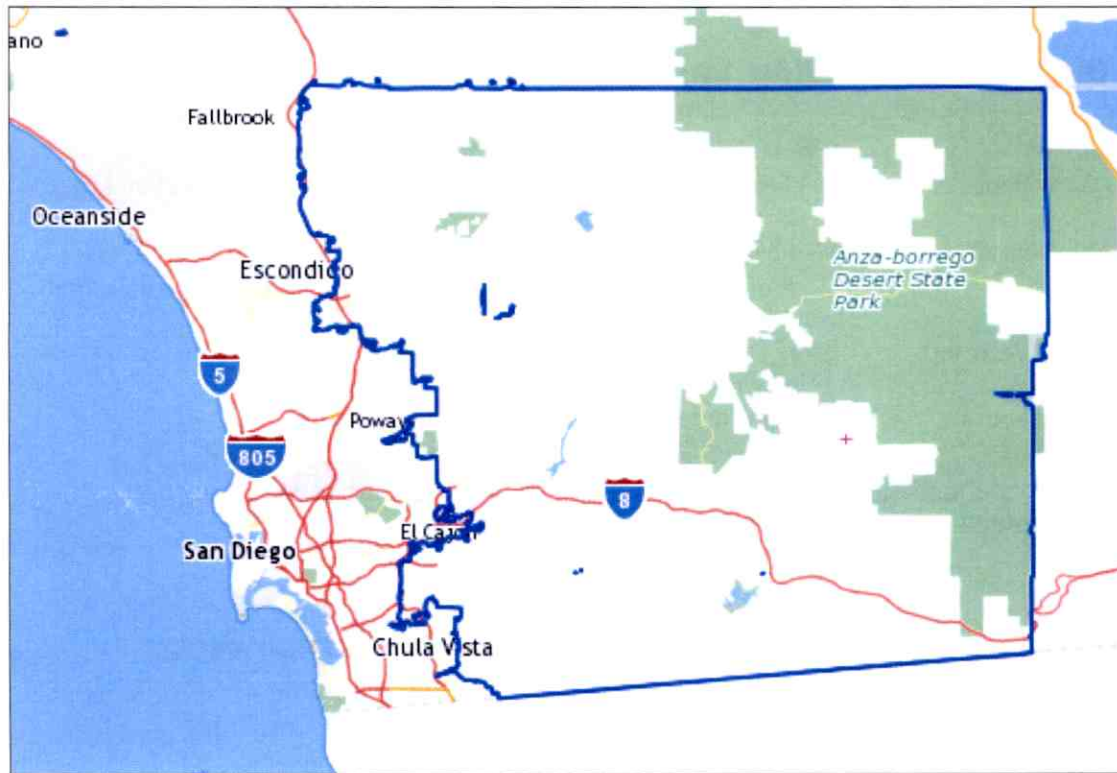 ano
Fallbrook
Oceanside
Escondido
Anza-borrego
Desert State
Park
5
Poway
805
8
El Cajon
San Diego
Chula Vista